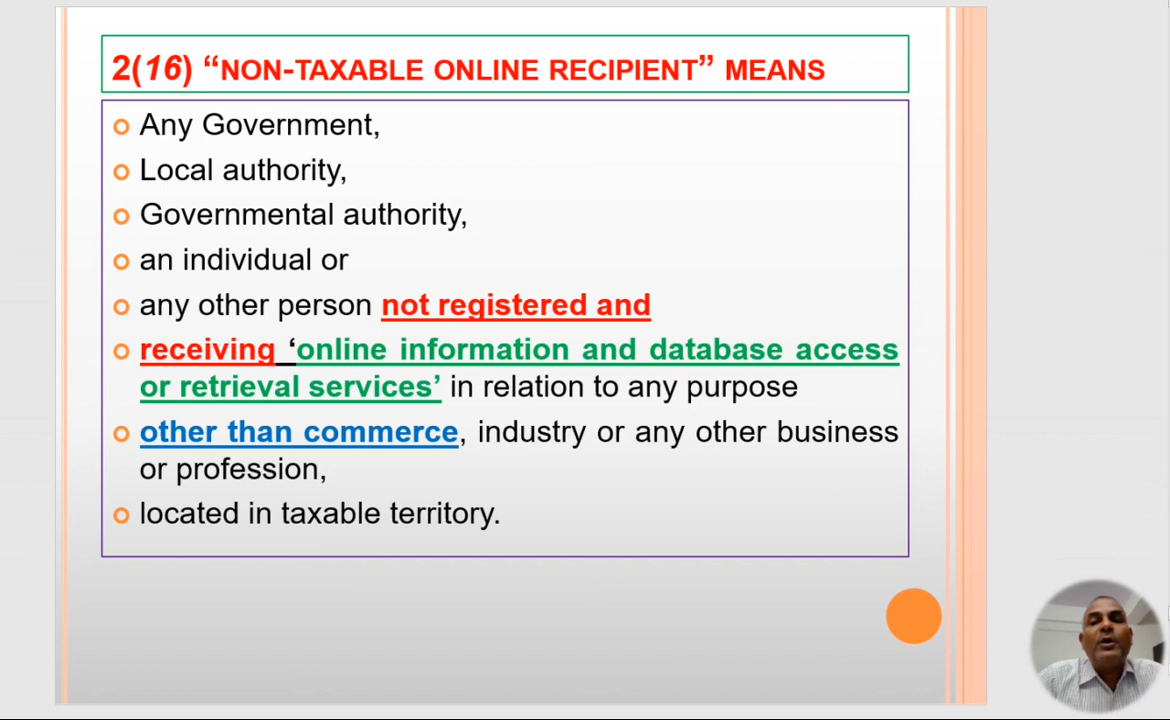 2(16) “NON-TAXABLE ONLINE RECIPIENT” MEANS
Any Government,
Local authority,
Governmental authority,
an individual or
any other person not registered and
receiving ‘online information and database access
or retrieval services’ in relation to any purpose
other than commerce, industry or any other business
or profession,
located in taxable territory.